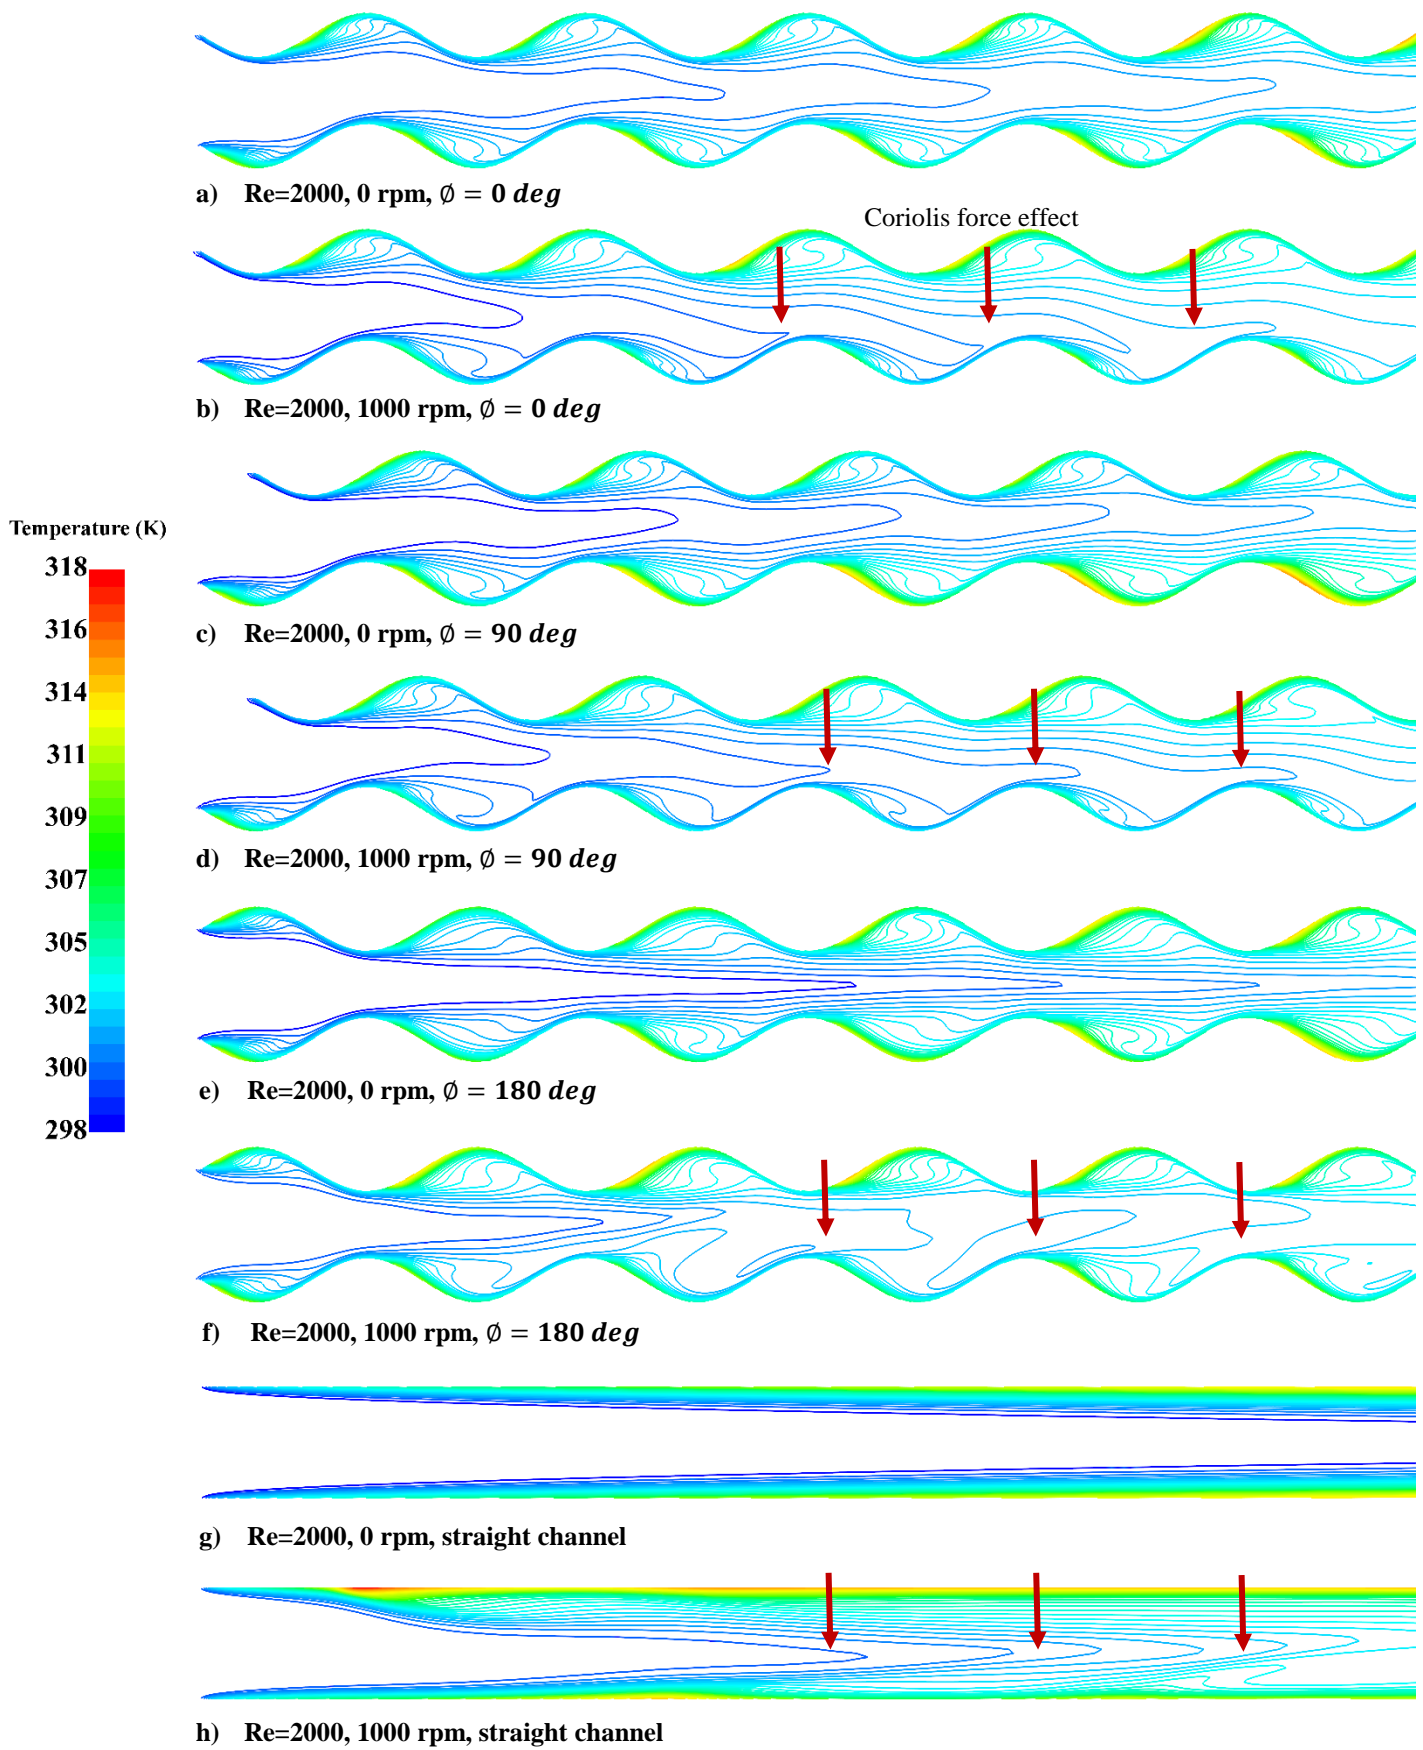 a) Re=2000, 0 rpm, ∅ = 0 deg
Coriolis force effect
b) Re=2000, 1000 rpm, ∅ = 0 deg
c) Re=2000, 0 rpm, ∅ = 90 deg
Temperature (K)
318
316
314
311
309
307
305
302
300
298
d) Re=2000, 1000 rpm, ∅ = 90 deg
e) Re=2000, 0 rpm, ∅ = 180 deg
f) Re=2000, 1000 rpm, ∅ = 180 deg
g) Re=2000, 0 rpm, straight channel
h) Re=2000, 1000 rpm, straight channel